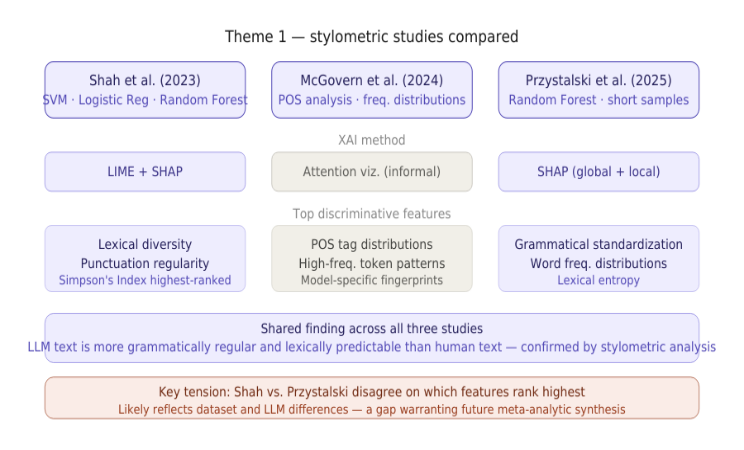 Theme 1 — stylometric studies compared
Shah et al. (2023)
SVM · Logistic Reg · Random Forest
McGovern et al. (2024)
POS analysis · freq. distributions
Przystalski et al. (2025)
Random Forest · short samples
XAI method
LIME + SHAP
Attention viz. (informal)
SHAP (global + local)
Top discriminative features
Lexical diversity
Punctuation regularity
Simpson's Index highest-ranked
POS tag distributions
High-freq. token patterns
Model-specific fingerprints
Grammatical standardization
Word freq. distributions
Lexical entropy
Shared finding across all three studies
LLM text is more grammatically regular and lexically predictable than human text — confirmed by stylometric analysis
Key tension: Shah vs. Przystalski disagree on which features rank highest
Likely reflects dataset and LLM differences — a gap warranting future meta-analytic synthesis